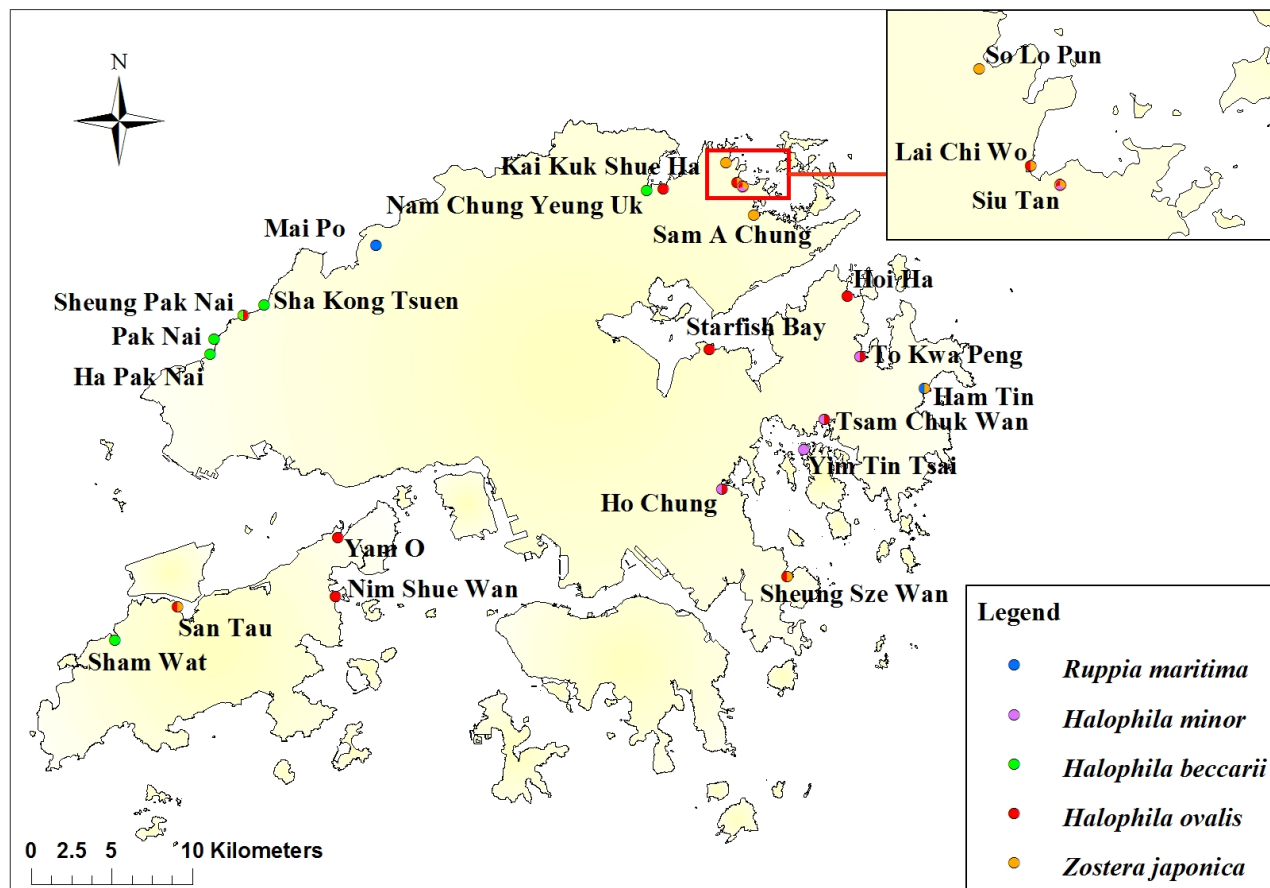 N
So Lo Pun
Lai Chi Wo
Siu Tan
Kai Kuk Shue Ha
Nam Chung Yeung Uk
Sam A Chung
Mai Po
Sheung Pak Nai
Sha Kong Tsuen
Pak Nai
Ha Pak Nai
Hoi Ha
Starfish Bay
To Kwa Peng
Ham Tin
Tsam Chuk Wan
Yim Tin Tsai
Ho Chung
Yam O
Nim Shue Wan
Sheung Sze Wan
San Tau
Sham Wat
Legend
Ruppia maritima
Halophila minor
Halophila beccarii
Halophila ovalis
Zostera japonica
0 2.5 5 10 Kilometers